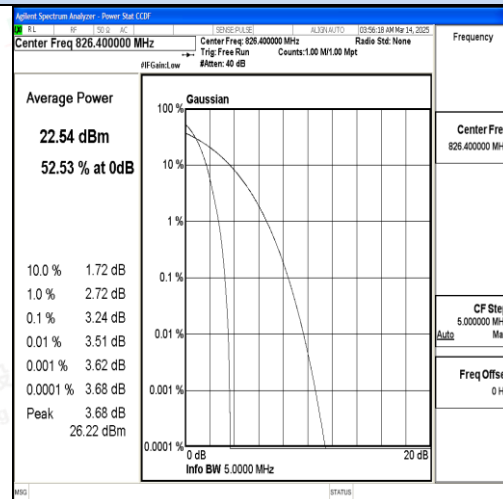 Agilent Spectrum Analyzer - Power Stat CCDF
RL RF 50 Ω AC SENSE:PULSE ALIGN AUTO 03:56:18 AM Mar 14, 2025
Center Freq 826.400000 MHz
Center Freq: 826.400000 MHz Radio Std: None
Trig: Free Run Counts:1.00 M/1.00 Mpt
#IFGain:Low #Atten: 40 dB
Frequency
Average Power
22.54 dBm
52.53 % at 0dB
10.0 % 1.72 dB
1.0 % 2.72 dB
0.1 % 3.24 dB
0.01 % 3.51 dB
0.001 % 3.62 dB
0.0001 % 3.68 dB
Peak 3.68 dB
26.22 dBm
Gaussian
100 %
10 %
1 %
0.1 %
0.01 %
0.001 %
0.0001 %
0 dB 20 dB
Info BW 5.0000 MHz
Center Fre
826.400000 MH
CF Ste
5.000000 MH
Auto Ma
Freq Offse
0 H
MSG STATUS